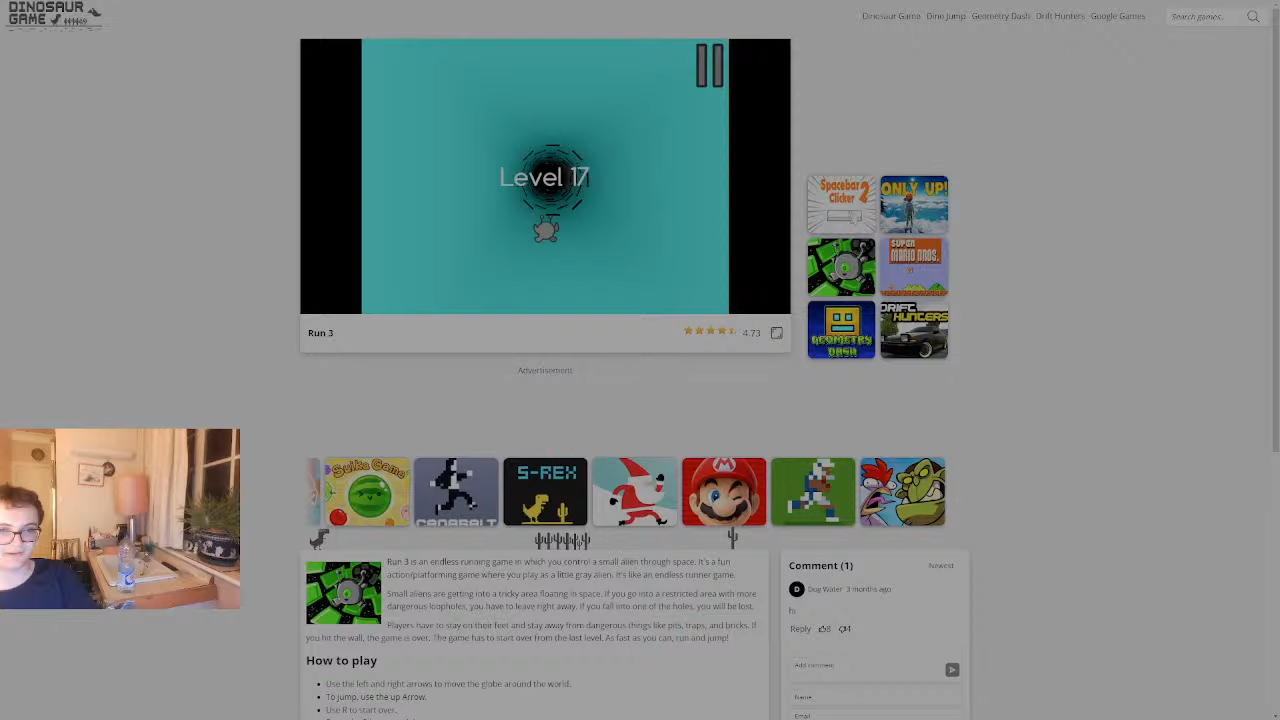 DINOSAUR
GAME
Dinosaur Game Dino Jump Geometry Dash Drift Hunters Google Games
Search games..
Level 17
Spacebar
Clicker 2
ONLY UP!
SUPER
MARIO BROS.
GEOMETRY
DASH
DRIFT
HUNTERS
Run 3
4.73
Advertisement
Suika Game
CANABALT
S-REX
M
Run 3 is an endless running game in which you control a small alien through space. It's a fun
action/platforming game where you play as a little gray alien. It's like an endless runner game.
Small aliens are getting into a tricky area floating in space. If you go into a restricted area with more
dangerous loopholes, you have to leave right away. If you fall into one of the holes, you will be lost.
Players have to stay on their feet and stay away from dangerous things like pits, traps, and bricks. If
you hit the wall, the game is over. The game has to start over from the last level. As fast as you can, run and jump!
How to play
Use the left and right arrows to move the globe around the world.
To jump, use the up Arrow.
Use R to start over.
Comment (1)
Newest
D
Dog Water 3 months ago
hi
Reply 8 4
Add comment
Name
Email